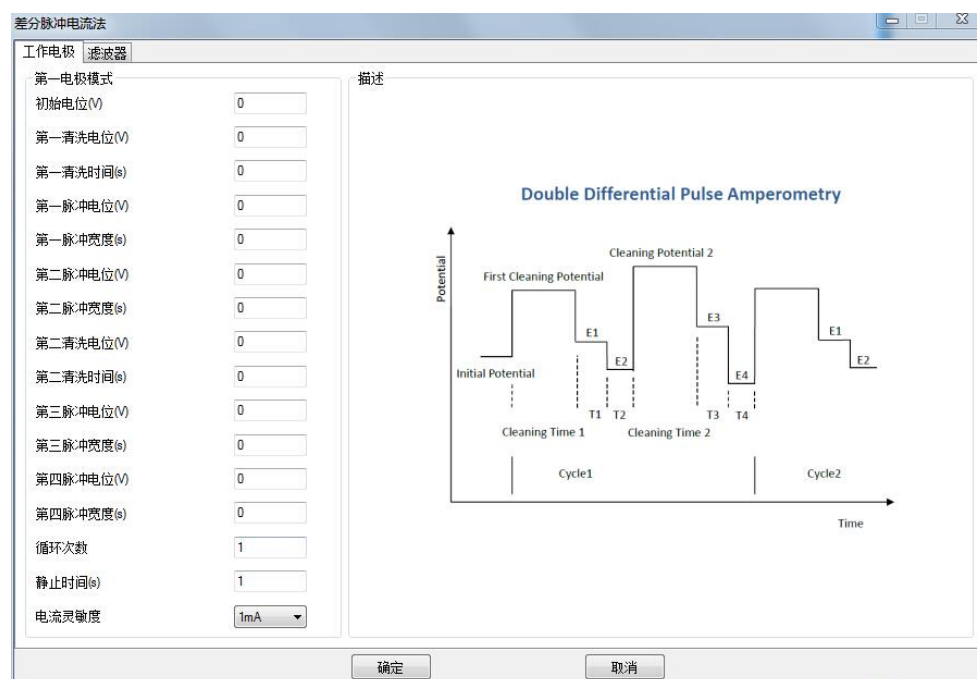 差分脉冲电流法
工作电极 滤波器
第一电极模式
初始电位(V) 0
第一清洗电位(V) 0
第一清洗时间(s) 0
第一脉冲电位(V) 0
第一脉冲宽度(s) 0
第二脉冲电位(V) 0
第二脉冲宽度(s) 0
第二清洗电位(V) 0
第二清洗时间(s) 0
第三脉冲电位(V) 0
第三脉冲宽度(s) 0
第四脉冲电位(V) 0
第四脉冲宽度(s) 0
循环次数 1
静止时间(s) 1
电流灵敏度 1mA
描述
Double Differential Pulse Amperometry
Potential
Cleaning Potential 2
First Cleaning Potential
E1 E2 E3 E4 E1 E2
Initial Potential
T1 T2 T3 T4
Cleaning Time 1 Cleaning Time 2
Cycle1 Cycle2
Time
确定 取消